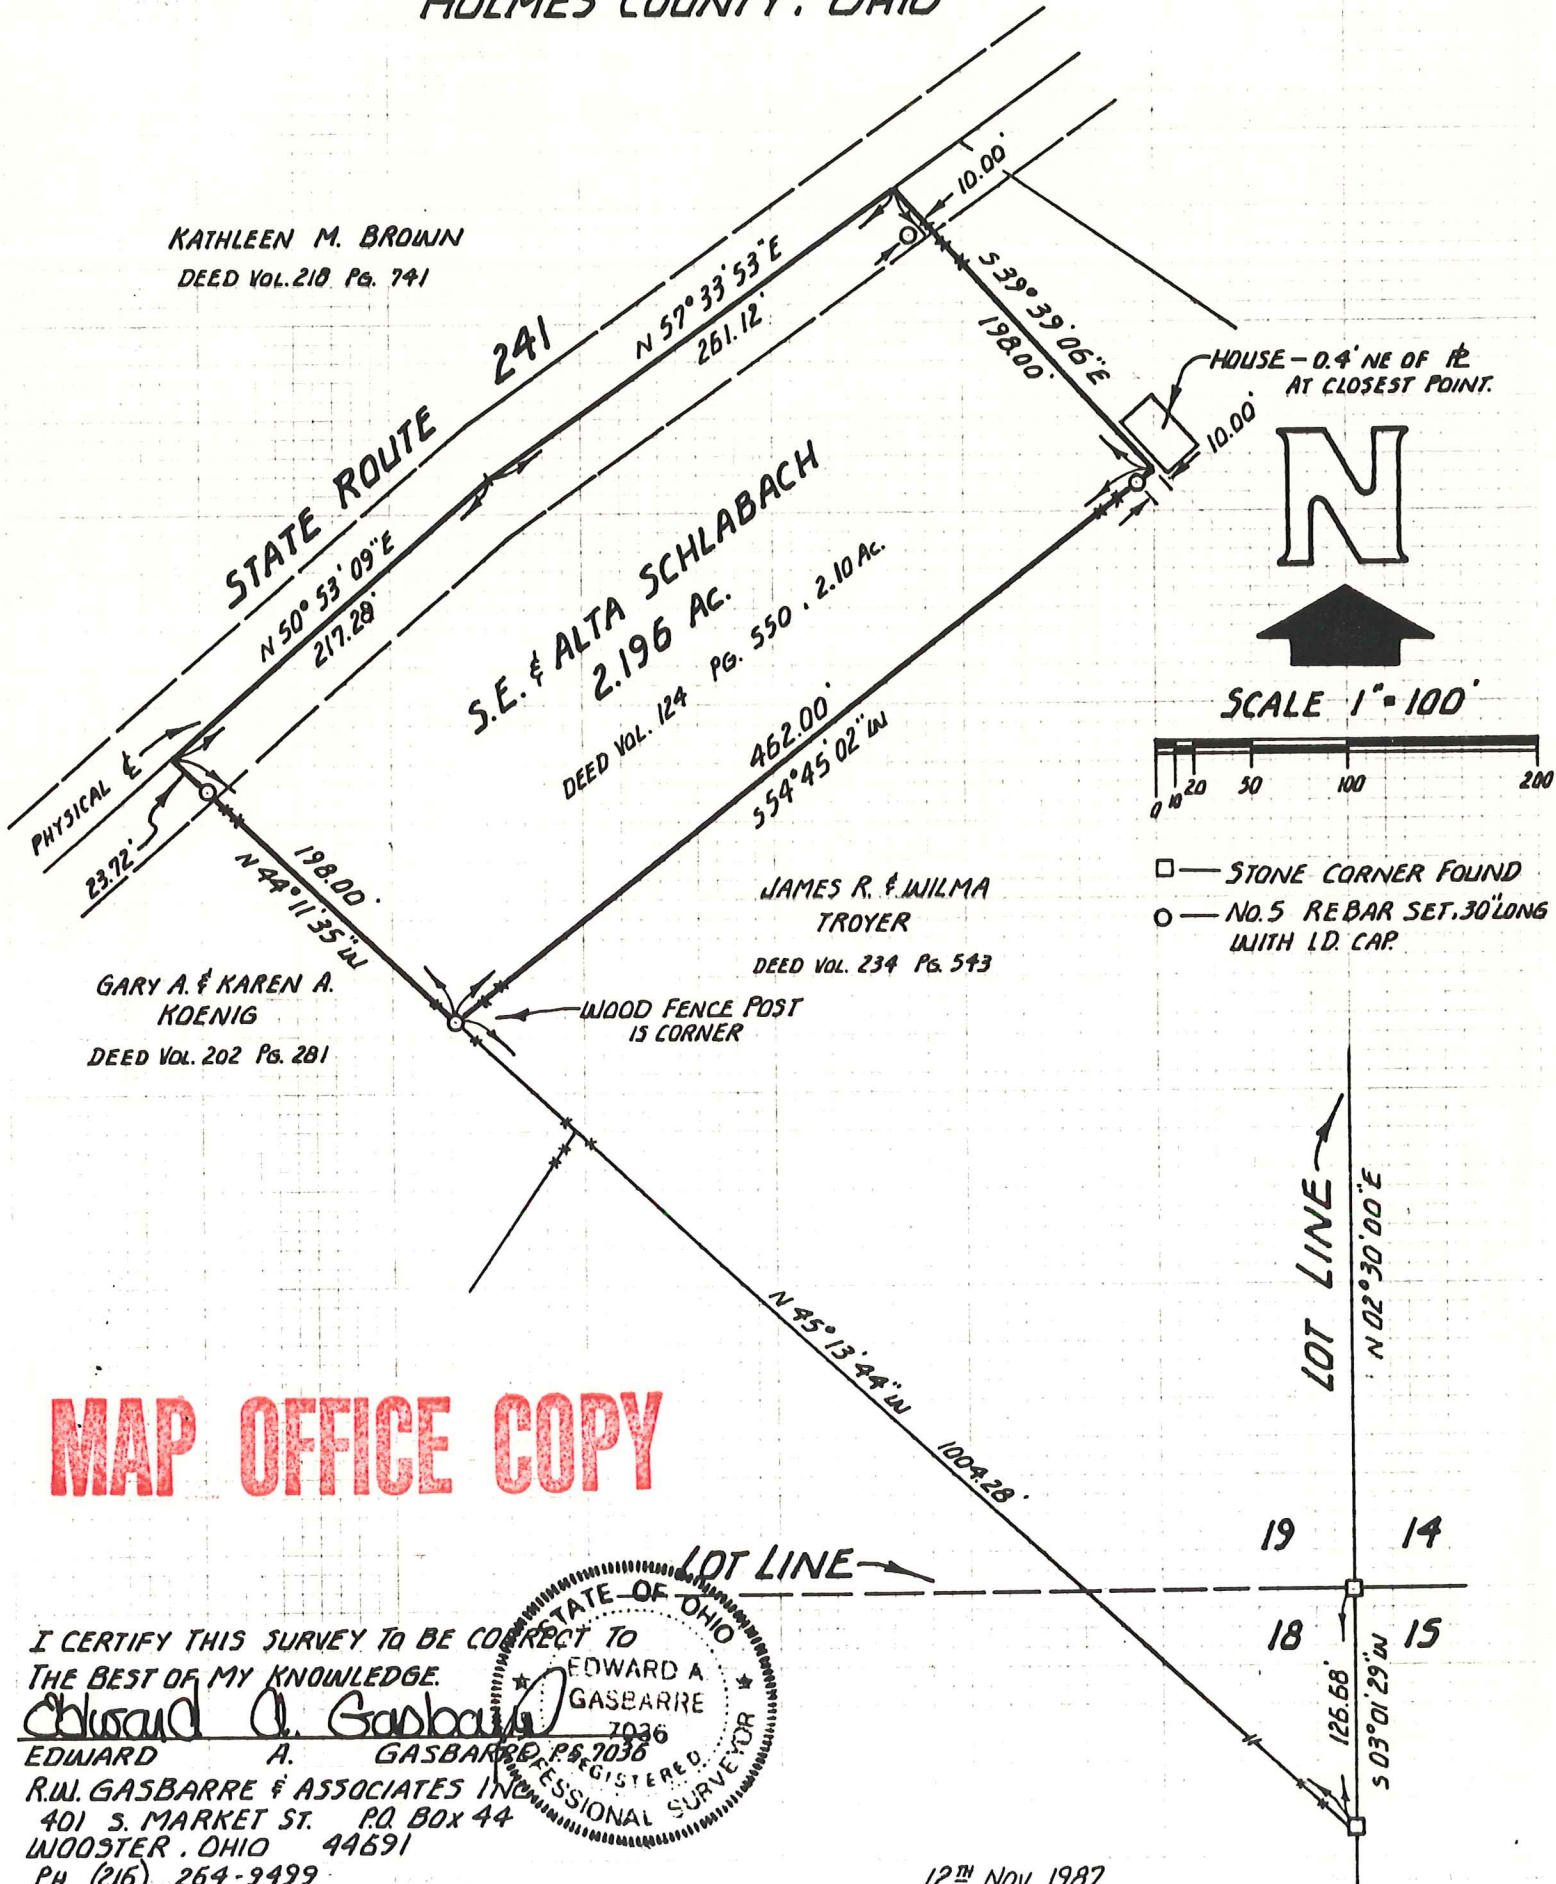 HOLMES COUNTY, OHIO
KATHLEEN M. BROWN
DEED VOL. 218 PG. 741
STATE ROUTE 241
N 57° 33' 53" E
261.12'
10.00'
S 39° 39' 06" E
198.00'
HOUSE - 0.4' NE OF ⅊
AT CLOSEST POINT.
10.00'
N
N 50° 53' 09" E
217.28'
S.E. & ALTA SCHLABACH
2.196 AC.
DEED VOL. 124 PG. 550, 2.10 AC.
462.00'
S 54° 45' 02" W
SCALE 1" = 100'
0 10 20 50 100 200
PHYSICAL ℄
23.72'
198.00'
N 44° 11' 35" W
JAMES R. & WILMA
TROYER
DEED VOL. 234 PG. 543
STONE CORNER FOUND
NO. 5 REBAR SET, 30" LONG
WITH I.D. CAP.
GARY A. & KAREN A.
KOENIG
DEED VOL. 202 PG. 281
WOOD FENCE POST
IS CORNER
LOT LINE
N 02° 30' 00" E
N 45° 13' 44" W
1004.28'
MAP OFFICE COPY
19 14
LOT LINE
18 15
126.68'
S 03° 01' 29" W
I CERTIFY THIS SURVEY TO BE CORRECT TO
THE BEST OF MY KNOWLEDGE.
Edward A. Gasbarre
EDWARD A. GASBARRE P.S. 7036
R.W. GASBARRE & ASSOCIATES INC.
401 S. MARKET ST. P.O. BOX 44
WOOSTER, OHIO 44691
PH (216) 264-9499
STATE OF OHIO
EDWARD A
GASBARRE
7036
REGISTERED
PROFESSIONAL SURVEYOR
12TH NOV. 1987